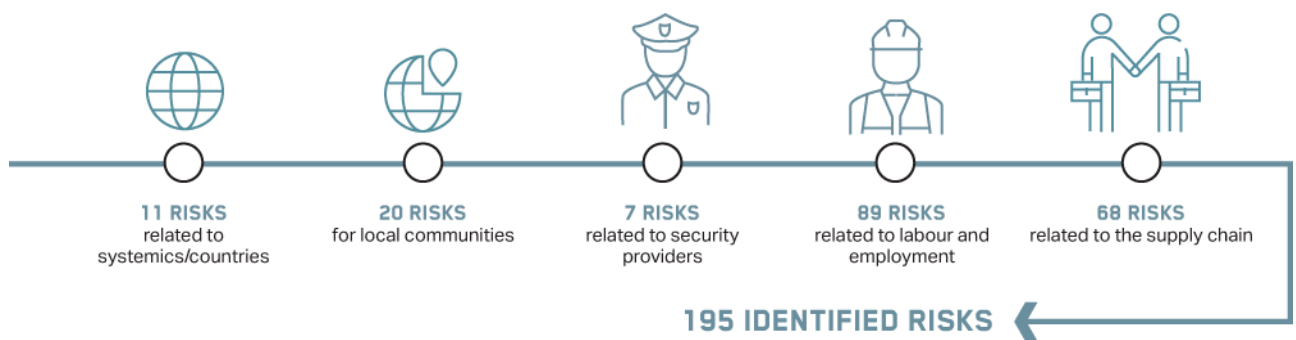 11 RISKS
related to
systemics/countries
20 RISKS
for local communities
7 RISKS
related to security
providers
89 RISKS
related to labour and
employment
68 RISKS
related to the supply chain
195 IDENTIFIED RISKS